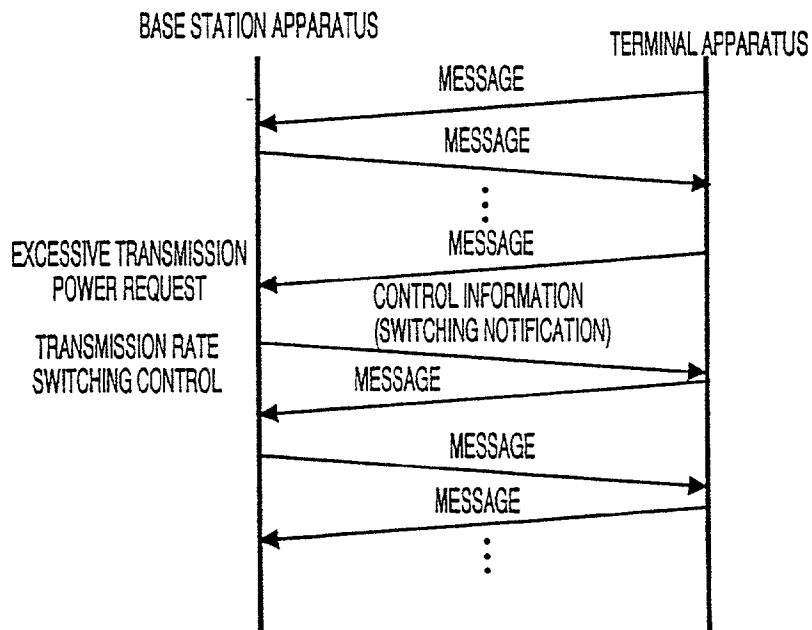 BASE STATION APPARATUS
TERMINAL APPARATUS
MESSAGE
MESSAGE
MESSAGE
EXCESSIVE TRANSMISSION
POWER REQUEST
CONTROL INFORMATION
(SWITCHING NOTIFICATION)
TRANSMISSION RATE
SWITCHING CONTROL
MESSAGE
MESSAGE
MESSAGE